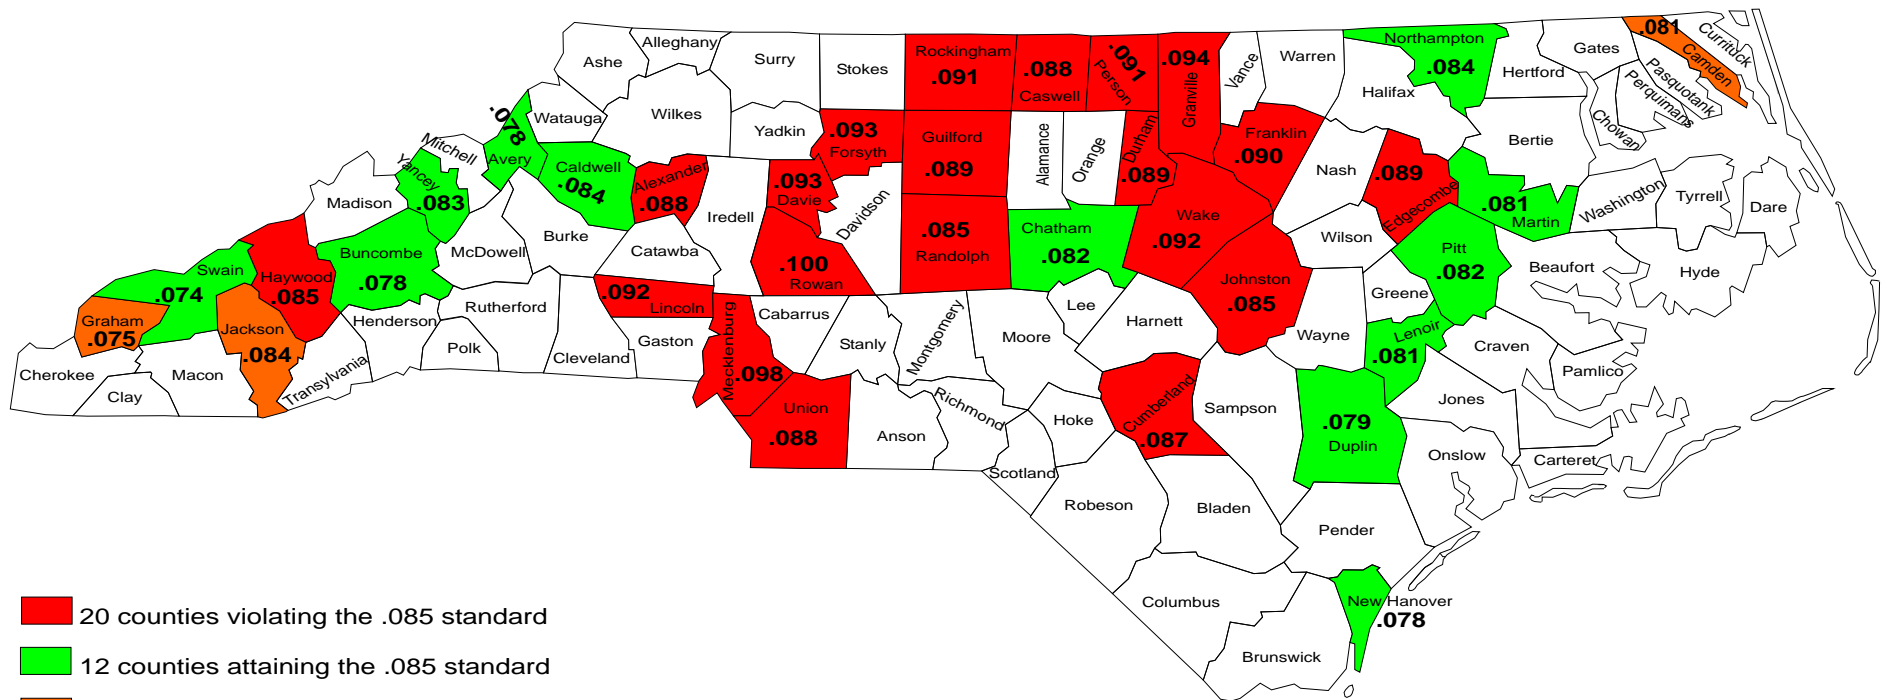 Ashe
Alleghany
Surry
Stokes
Rockingham
.091
.088
Caswell
.091
Person
.094
Granville
Vance
Warren
Northampton
.084
Halifax
Hertford
Gates
.081
Camden
Currituck
Pasquotank
Perquimans
Chowan
Bertie
.078
Avery
Watauga
Wilkes
Yadkin
.093
Forsyth
Guilford
.089
Alamance
Orange
Durham
.089
Franklin
.090
Nash
.089
Edgecombe
.081
Martin
Washington
Tyrrell
Dare
Mitchell
Yancey
.083
Caldwell
.084
Alexander
.088
Iredell
.093
Davie
Davidson
.085
Randolph
Chatham
.082
Wake
.092
Johnston
.085
Wilson
Pitt
.082
Beaufort
Hyde
Madison
Buncombe
.078
McDowell
Burke
Catawba
.100
Rowan
Swain
.074
Haywood
.085
Graham
.075
Jackson
.084
Henderson
Rutherford
.092
Lincoln
Mecklenburg
.098
Cabarrus
Stanly
Montgomery
Moore
Lee
Harnett
Wayne
Greene
Lenoir
.081
Craven
Pamlico
Cherokee
Clay
Macon
Transylvania
Polk
Cleveland
Gaston
Union
.088
Anson
Richmond
Hoke
Cumberland
.087
Sampson
.079
Duplin
Jones
Onslow
Carteret
Scotland
Robeson
Bladen
Pender
Columbus
New Hanover
.078
Brunswick
20 counties violating the .085 standard
12 counties attaining the .085 standard